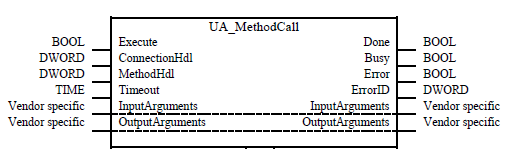 UA_MethodCall
BOOL Execute Done BOOL
DWORD ConnectionHdl Busy BOOL
DWORD MethodHdl Error BOOL
TIME Timeout ErrorID DWORD
Vendor specific InputArguments InputArguments Vendor specific
Vendor specific OutputArguments OutputArguments Vendor specific